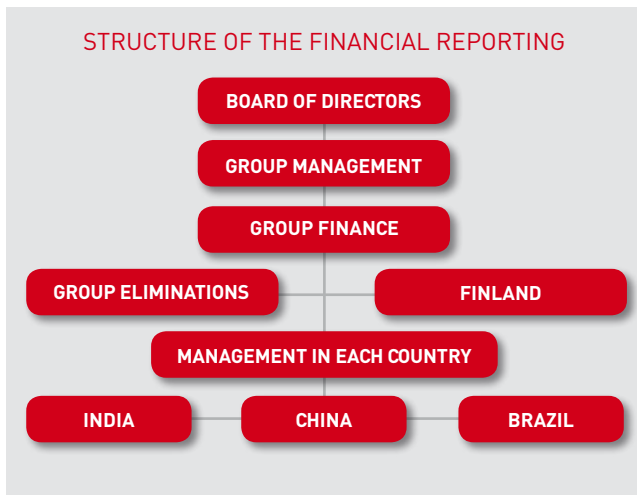 STRUCTURE OF THE FINANCIAL REPORTING
BOARD OF DIRECTORS
GROUP MANAGEMENT
GROUP FINANCE
GROUP ELIMINATIONS
FINLAND
MANAGEMENT IN EACH COUNTRY
INDIA
CHINA
BRAZIL